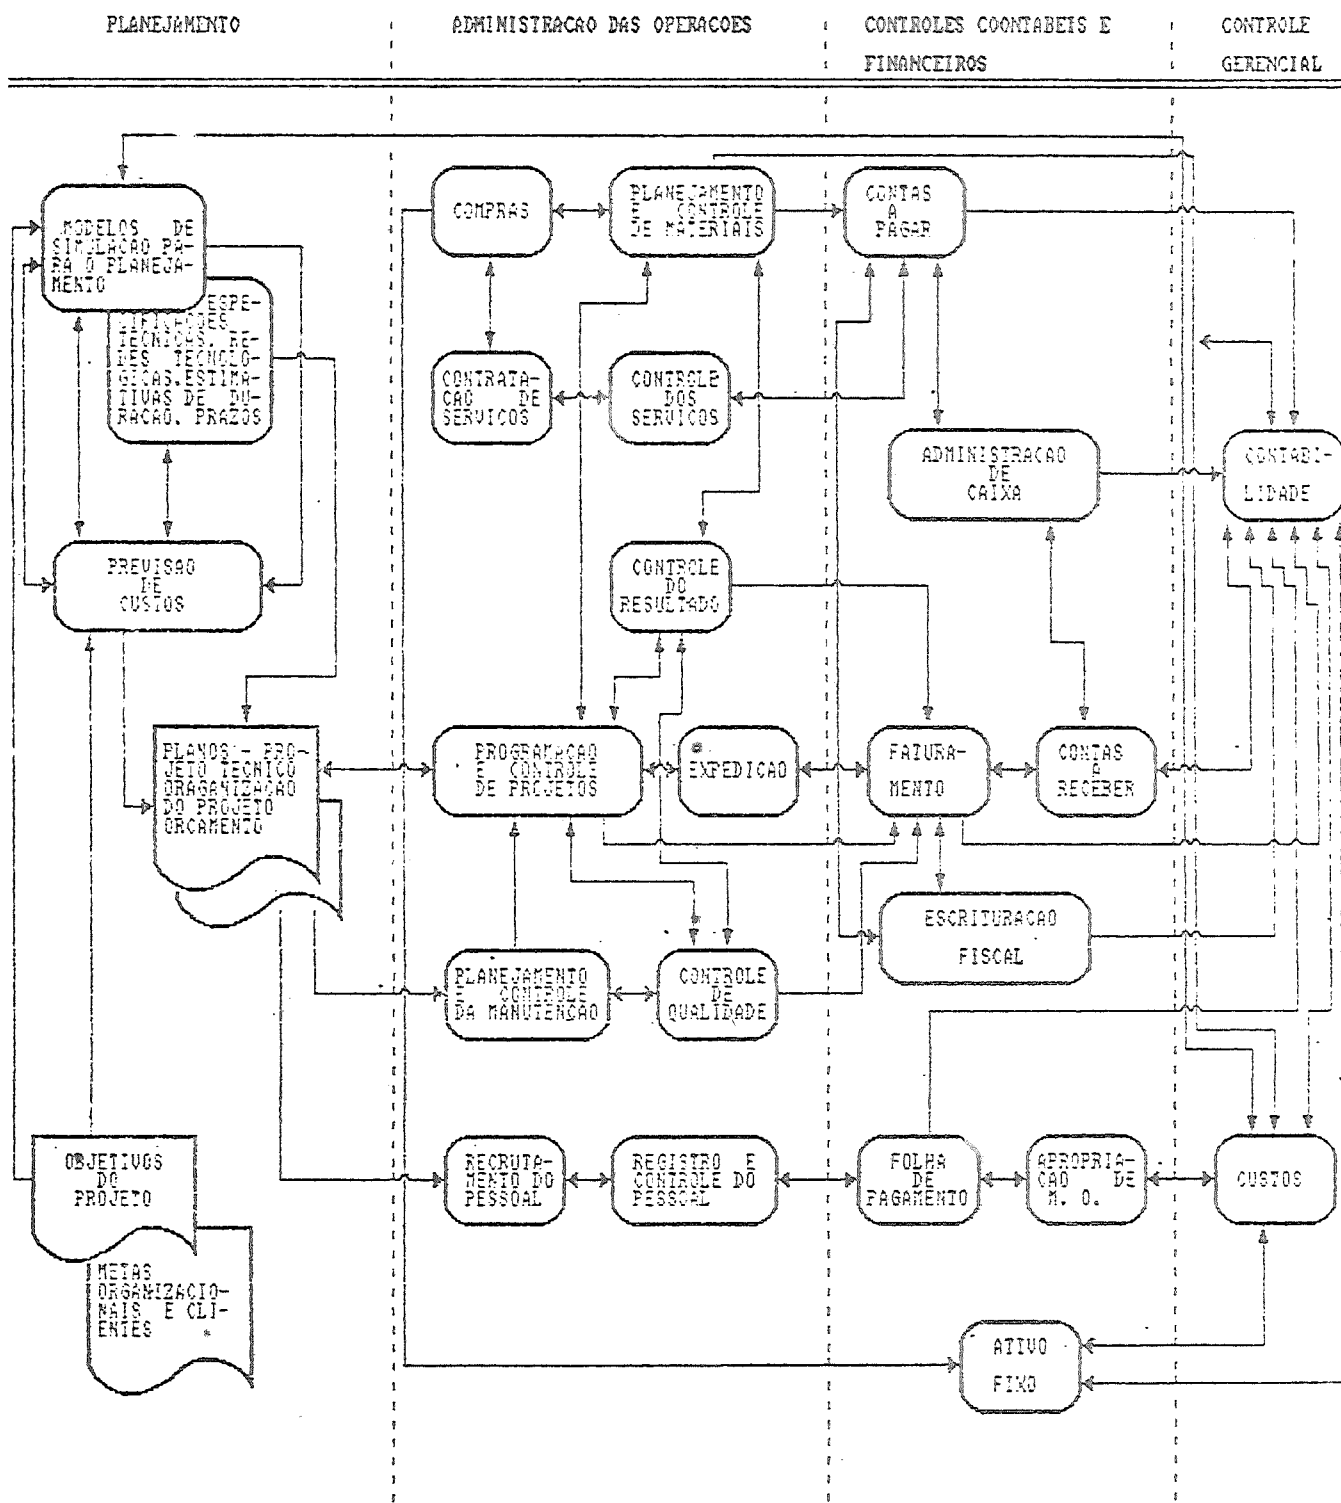 PLANEJAMENTO
ADMINISTRACAO DAS OPERACOES
CONTROLES COONTABEIS E
FINANCEIROS
CONTROLE
GERENCIAL
MODELOS DE
SIMULACAO PA-
RA O PLANEJA-
MENTO
ESPE-
CIFICACOES
TECNICAS. RE-
DES TECNOLO-
GICAS.ESTIMA-
TIVAS DE DU-
RACAO. PRAZOS
PREVISAO
DE
CUSTOS
PLANOS - PRO-
JETO TECNICO
ORAGANIZACAO
DO PROJETO
ORCAMENTO
OBJETIVOS
DO
PROJETO
METAS
ORGANIZACIO-
NAIS E CLI-
ENTES
COMPRAS
PLANEJAMENTO
E CONTROLE
DE MATERIAIS
CONTRATA-
CAO DE
SERVICOS
CONTROLE
DOS
SERVICOS
CONTROLE
DO
RESULTADO
PROGRAMACAO
E CONTROLE
DE PROJETOS
EXPEDICAO
PLANEJAMENTO
E CONTROLE
DA MANUTENCAO
CONTROLE
DE
QUALIDADE
RECRUTA-
MENTO DO
PESSOAL
REGISTRO E
CONTROLE DO
PESSOAL
CONTAS
A
PAGAR
ADMINISTRACAO
DE
CAIXA
FATURA-
MENTO
CONTAS
A
RECEBER
ESCRITURACAO
FISCAL
FOLHA
DE
PAGAMENTO
APROPRIA-
CAO DE
M. O.
ATIVO
FIXO
CONTABI-
LIDADE
CUSTOS